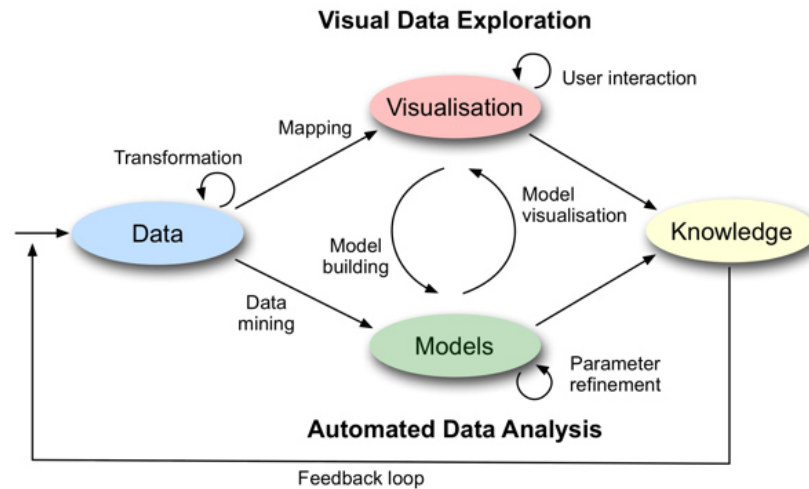 Visual Data Exploration
User interaction
Visualisation
Mapping
Transformation
Model
visualisation
Data
Knowledge
Model
building
Data
mining
Models
Parameter
refinement
Automated Data Analysis
Feedback loop